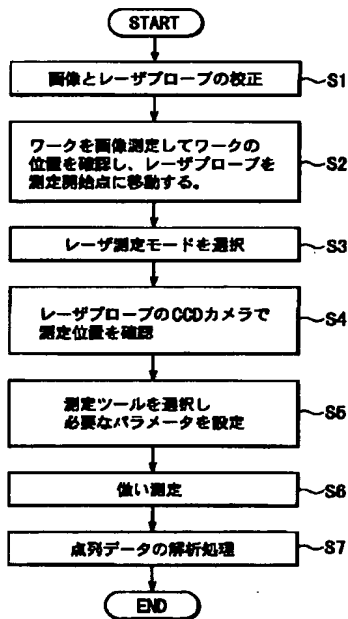 START
画像とレーザプローブの校正
S1
ワークを画像測定してワークの
位置を確認し、レーザプローブを
測定開始点に移動する。
S2
レーザ測定モードを選択
S3
レーザプローブのCCDカメラで
測定位置を確認
S4
測定ツールを選択し
必要なパラメータを設定
S5
倣い測定
S6
点列データの解析処理
S7
END